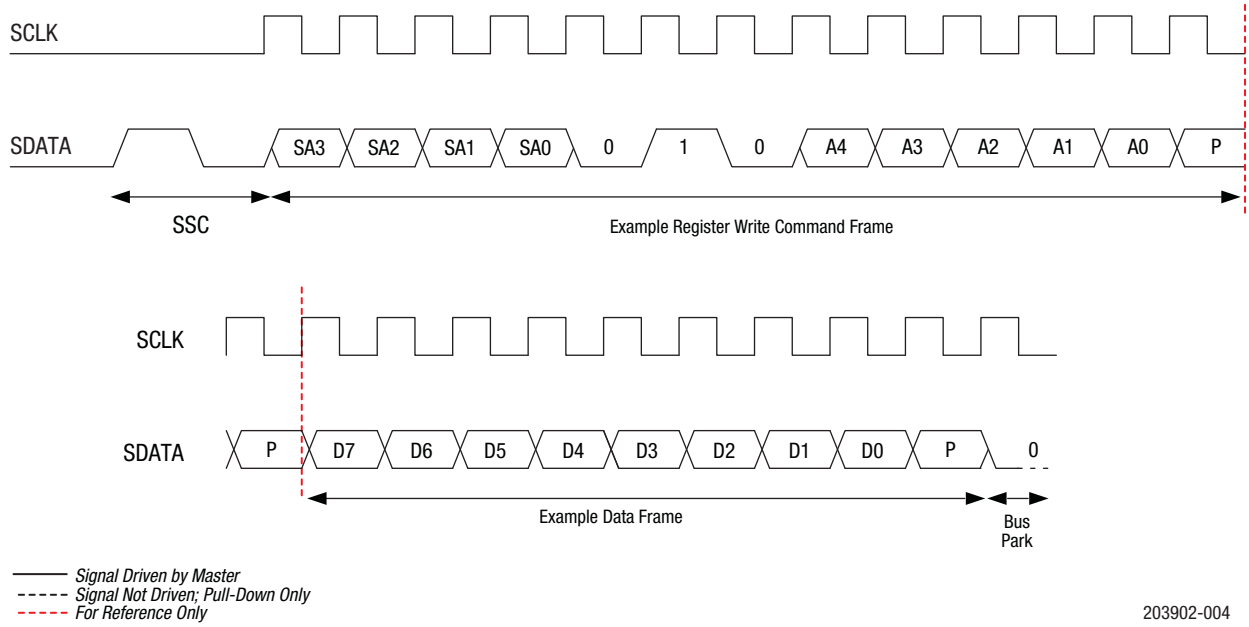 SCLK
SDATA SA3 SA2 SA1 SA0 0 1 0 A4 A3 A2 A1 A0 P
SSC Example Register Write Command Frame
SCLK
SDATA P D7 D6 D5 D4 D3 D2 D1 D0 P 0
Example Data Frame
Bus
Park
Signal Driven by Master
Signal Not Driven; Pull-Down Only
For Reference Only
203902-004